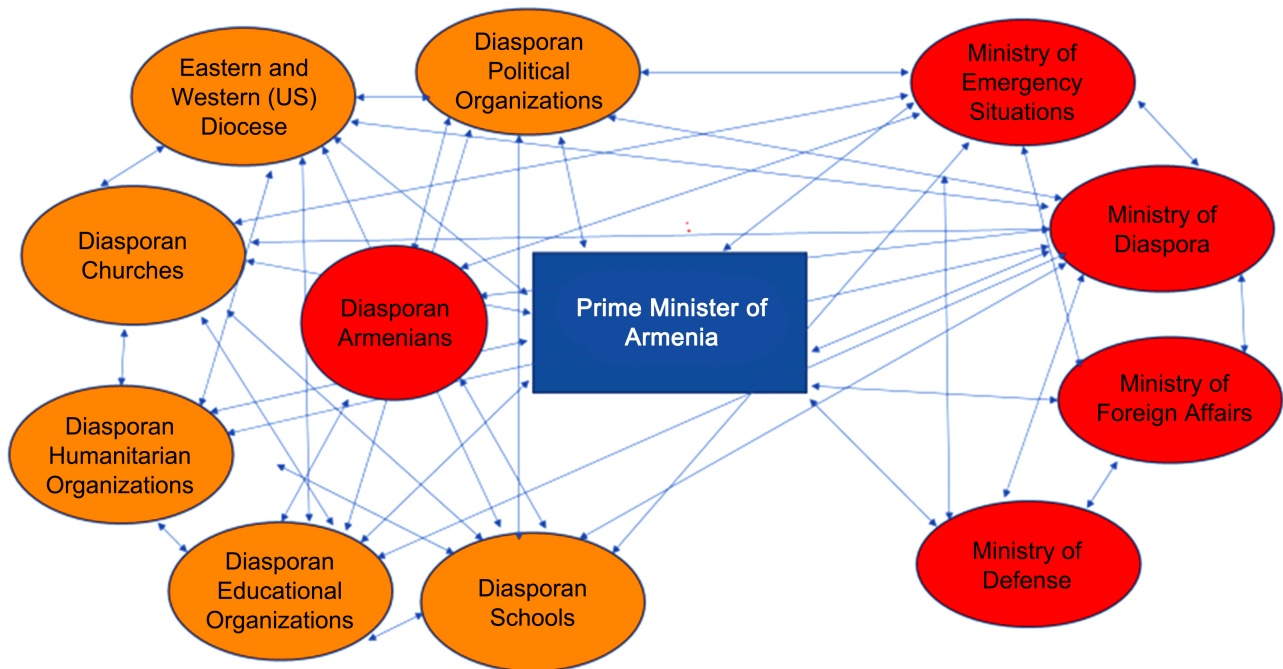 Eastern and
Western (US)
Diocese
Diasporan
Political
Organizations
Ministry of
Emergency
Situations
Diasporan
Churches
Ministry of
Diaspora
Diasporan
Armenians
Prime Minister of
Armenia
Ministry of
Foreign Affairs
Diasporan
Humanitarian
Organizations
Diasporan
Educational
Organizations
Diasporan
Schools
Ministry of
Defense